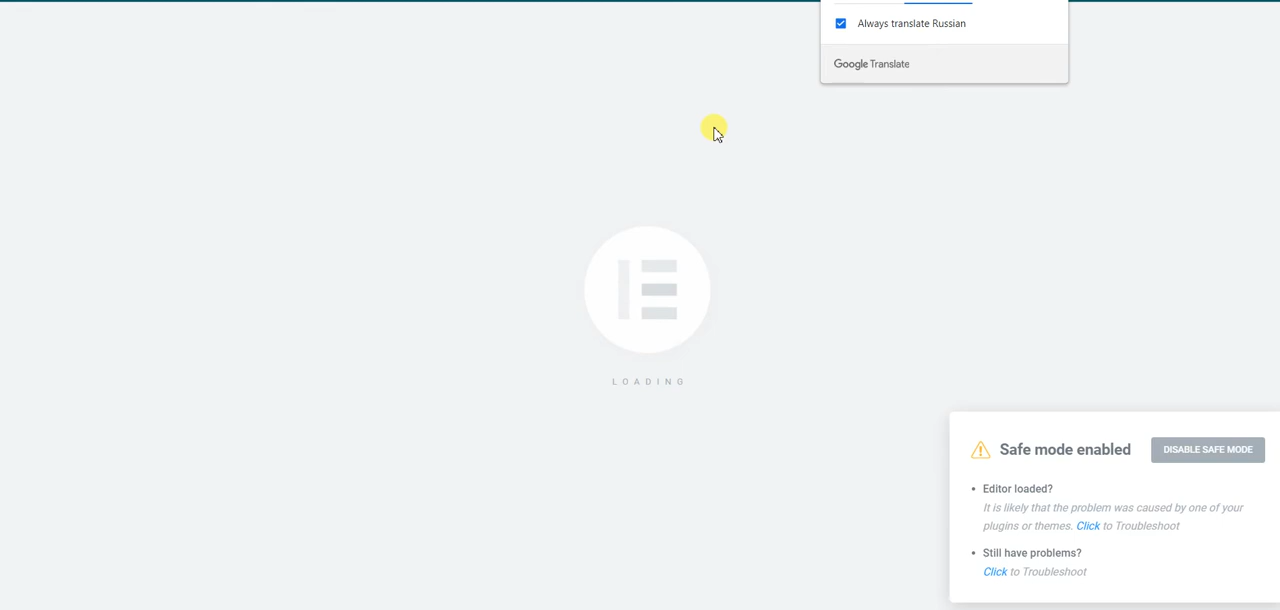 Always translate Russian
Google Translate
LOADING
Safe mode enabled
DISABLE SAFE MODE
• Editor loaded?
It is likely that the problem was caused by one of your
plugins or themes. Click to Troubleshoot
• Still have problems?
Click to Troubleshoot